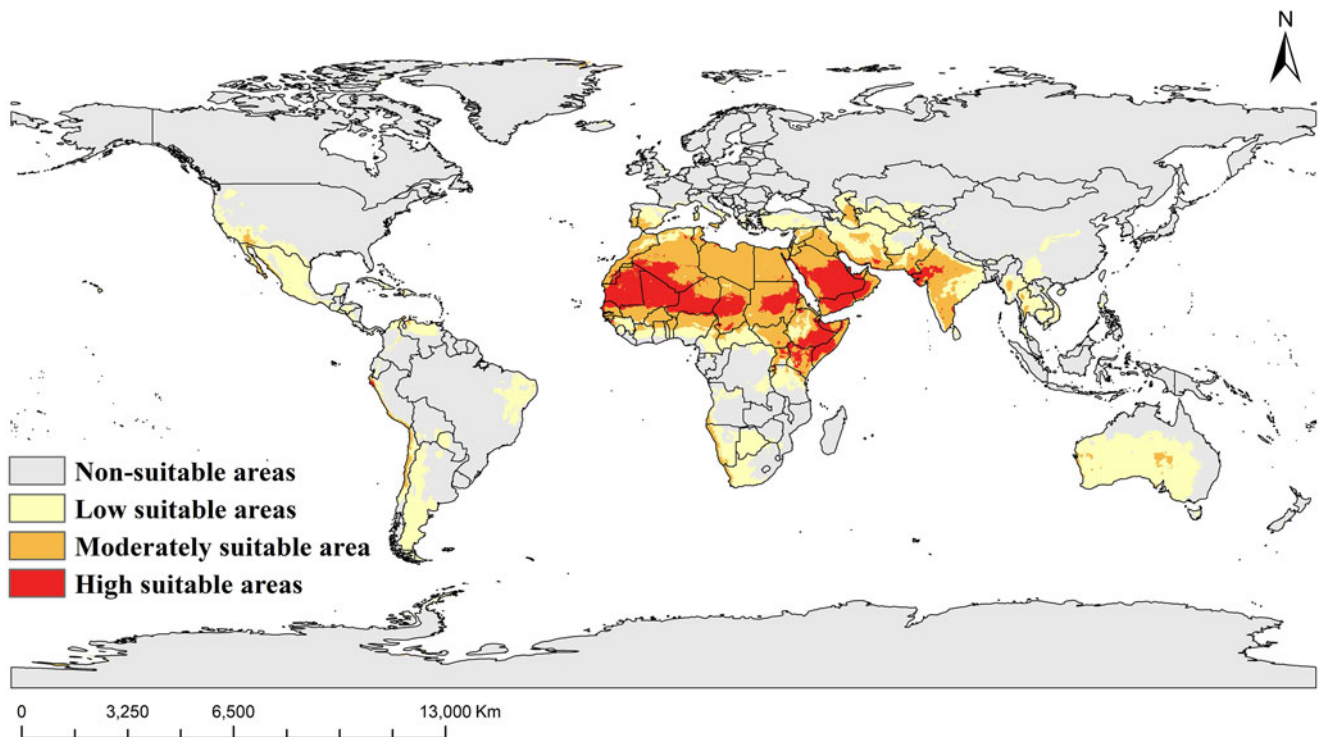 N
Non-suitable areas
Low suitable areas
Moderately suitable area
High suitable areas
0 3,250 6,500 13,000 Km